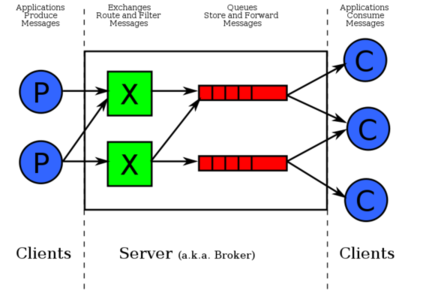 Applications
Produce
Messages
Exchanges
Route and Filter
Messages
Queues
Store and Forward
Messages
Applications
Consume
Messages
P
X
C
C
P
X
C
Clients
Server (a.k.a. Broker)
Clients